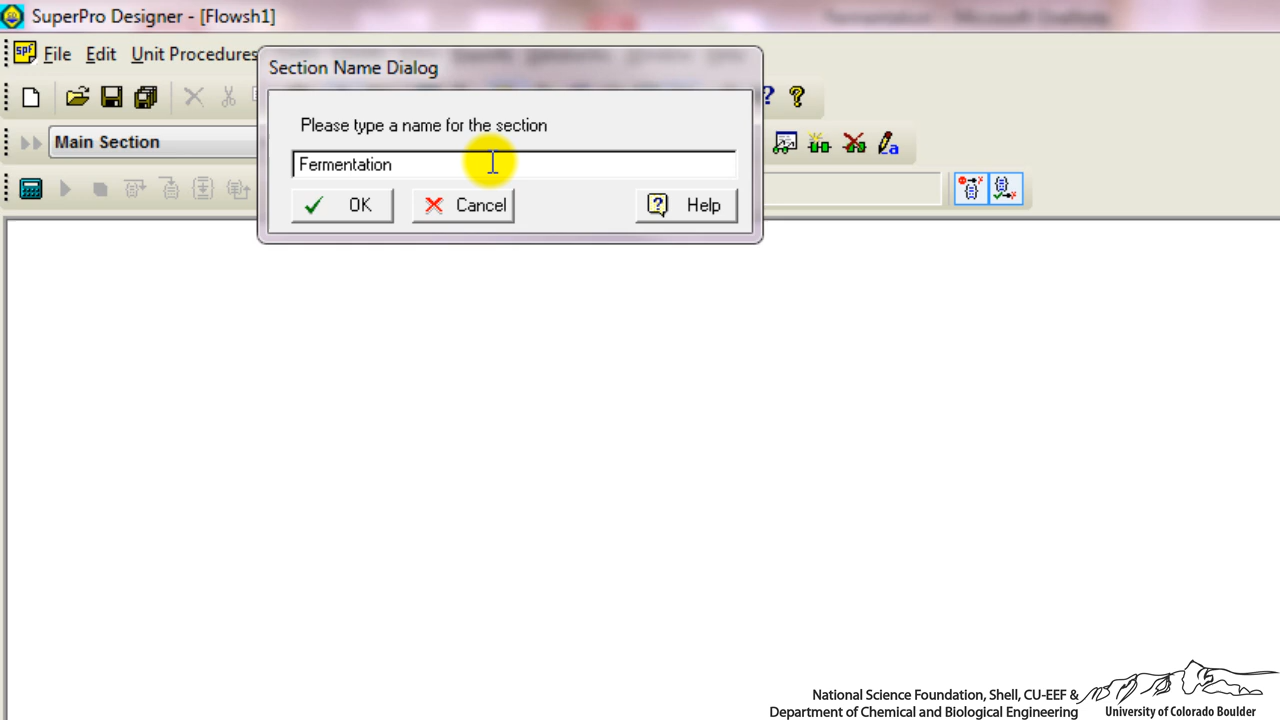 SuperPro Designer - [Flowsh1]
spf File Edit Unit Procedures
Section Name Dialog
Please type a name for the section
Main Section
Fermentation
OK Cancel Help
National Science Foundation, Shell, CU-EEF &
Department of Chemical and Biological Engineering
University of Colorado Boulder